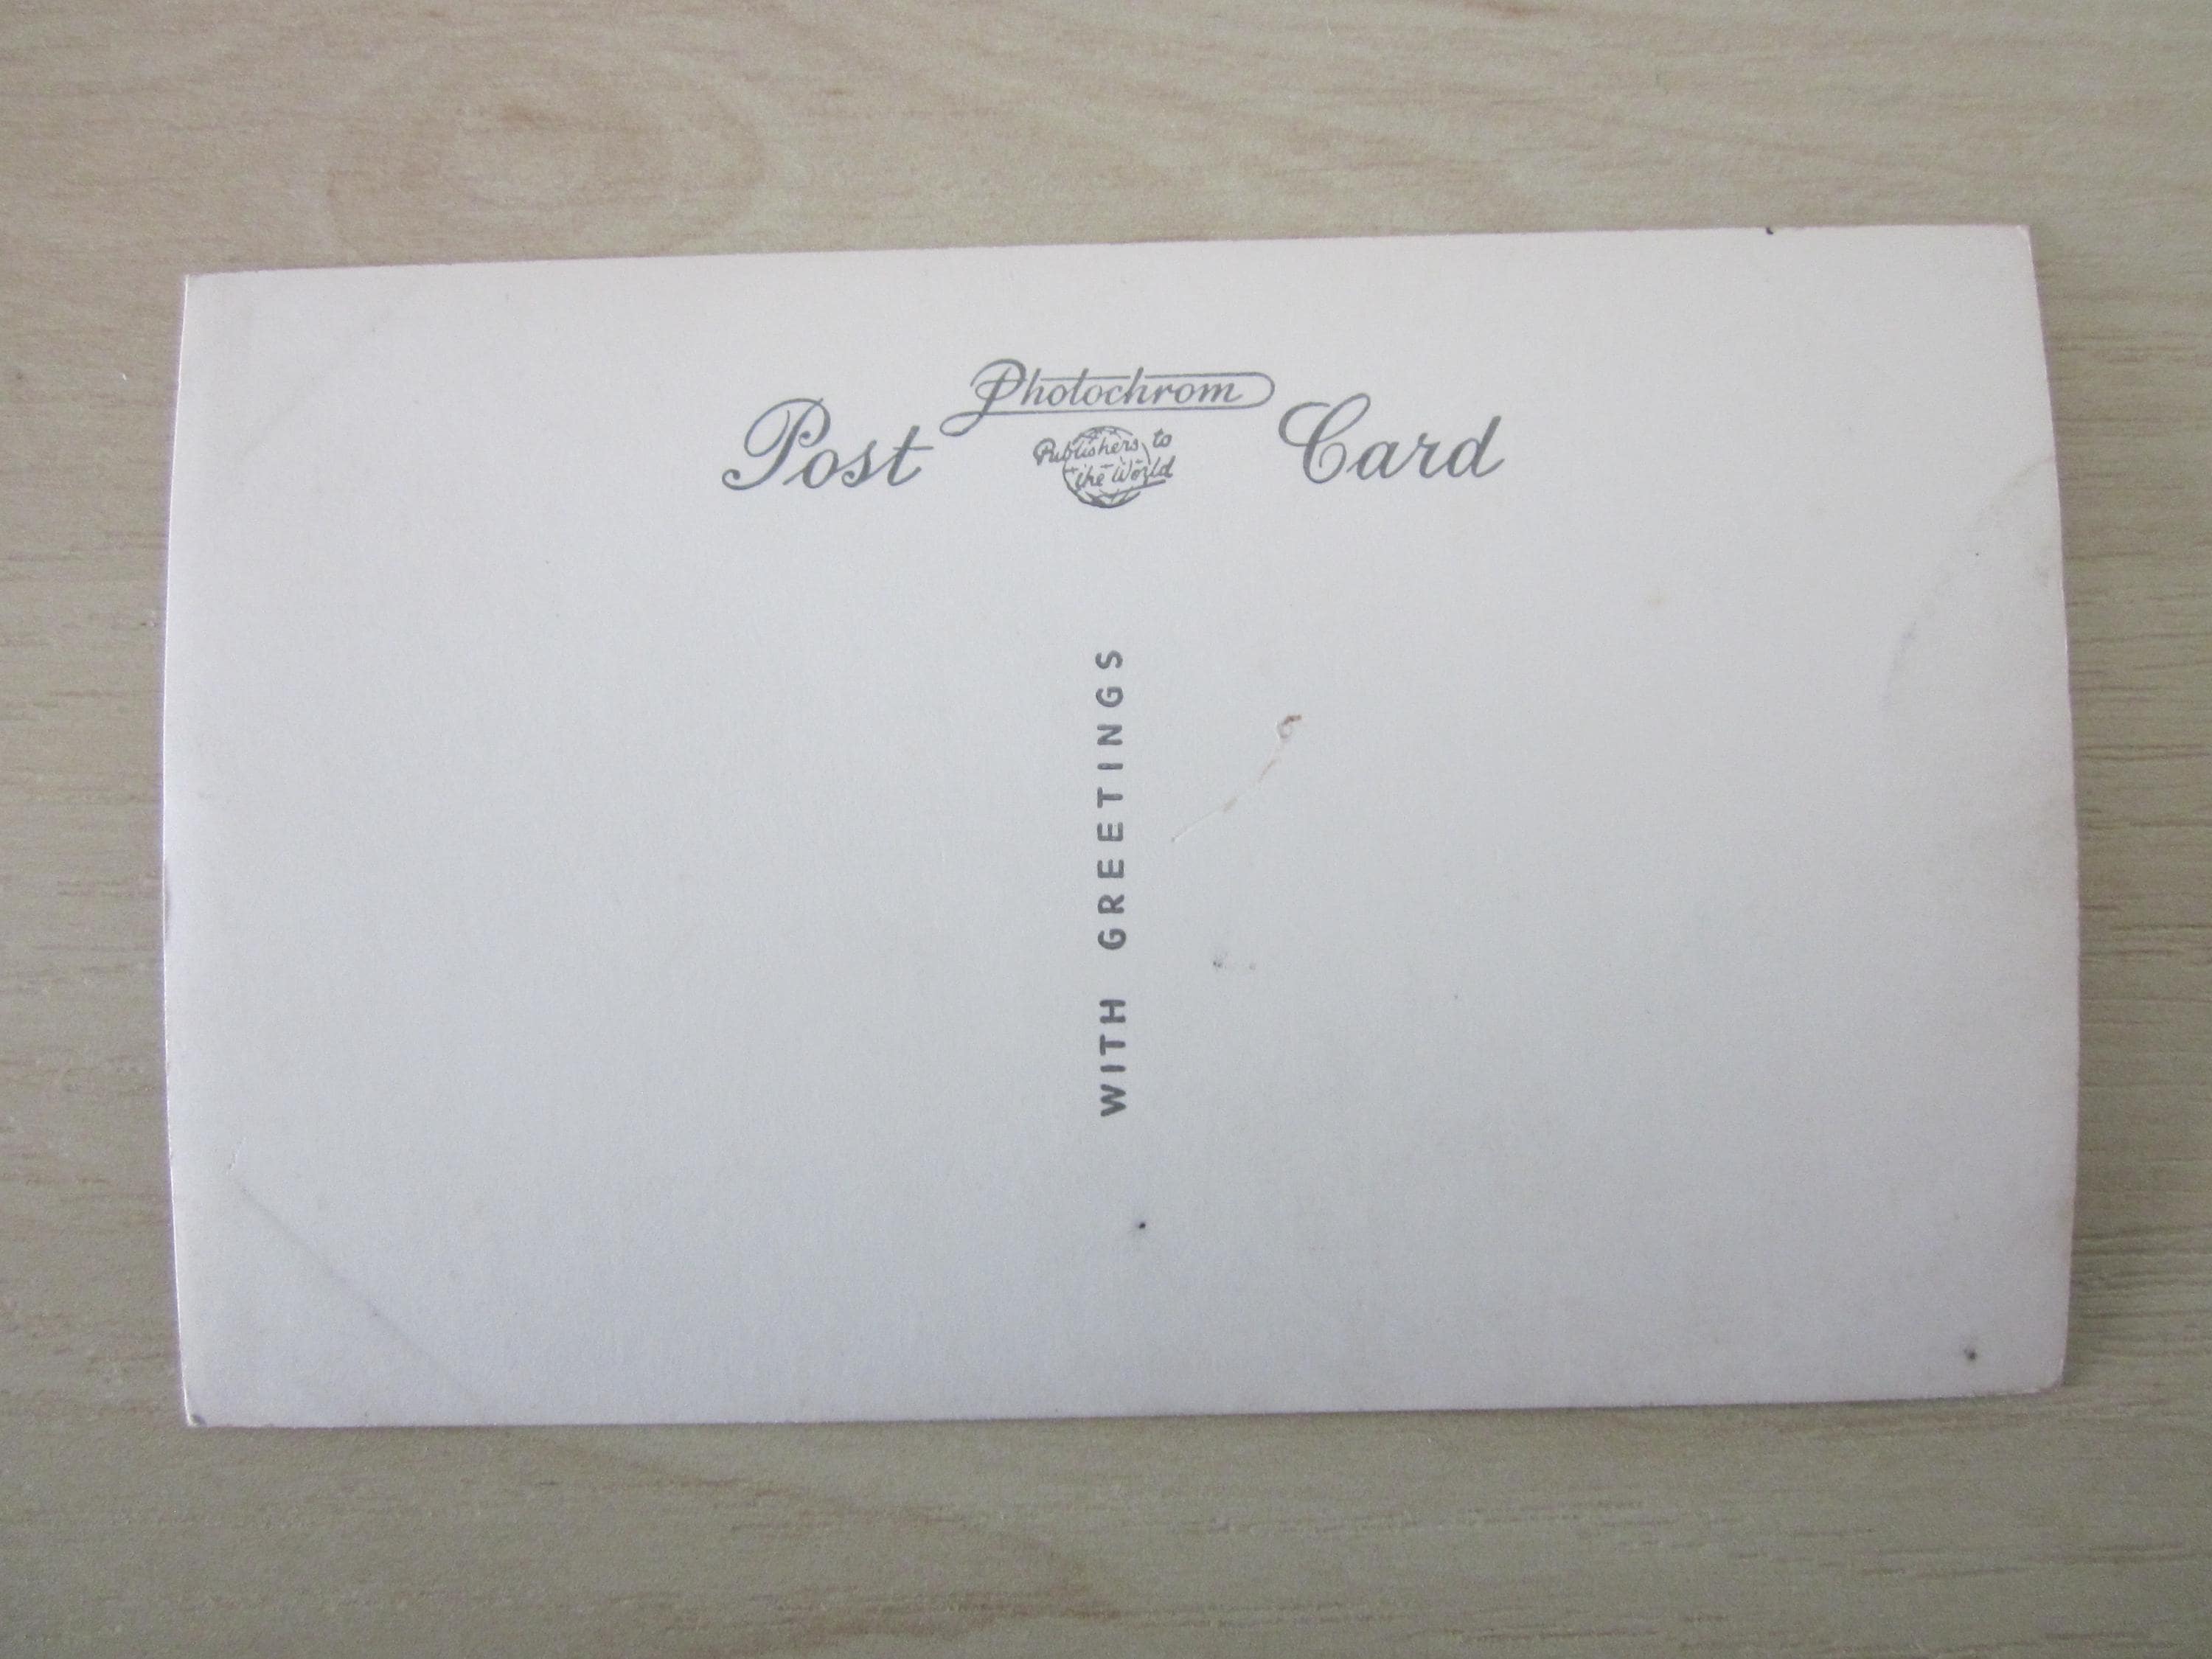 Photochrom
Post Card
Publishers to
the World
WITH GREETINGS